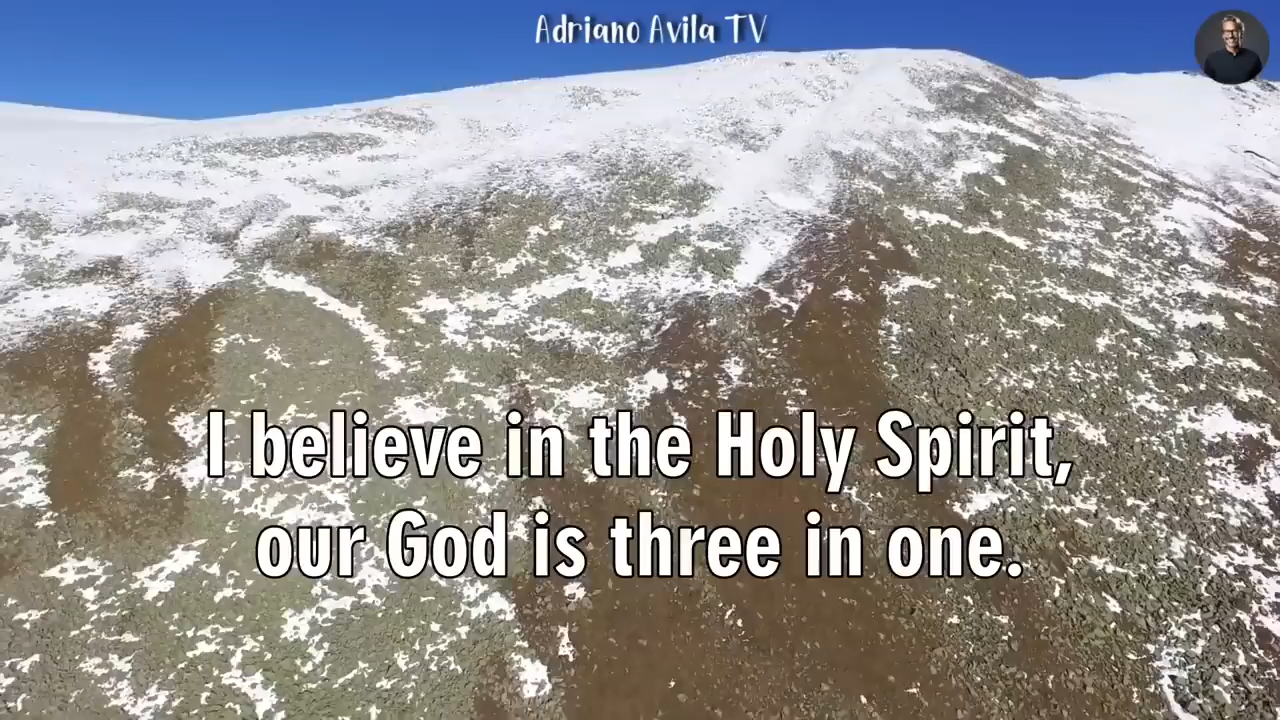 Adriano Avila TV
I believe in the Holy Spirit,
our God is three in one.